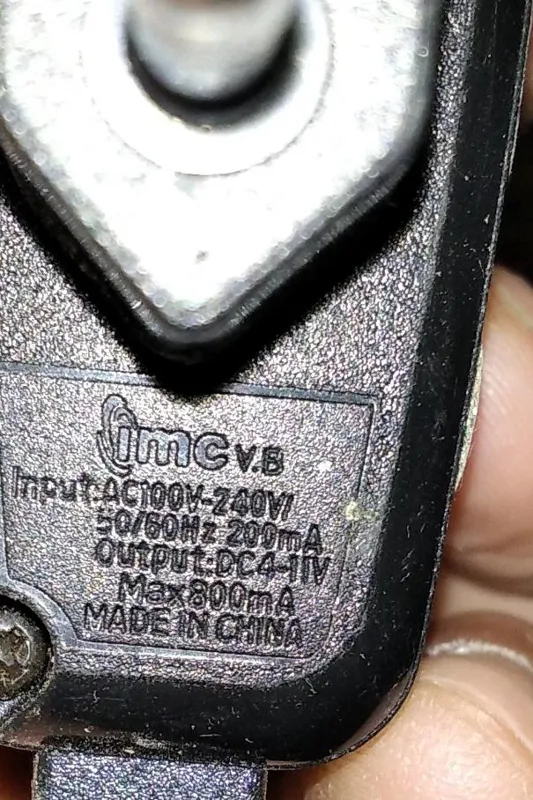 imc V.B
Input:AC100V-240V/
50/60Hz 200mA
Output:DC4-11V
Max800mA
MADE IN CHINA